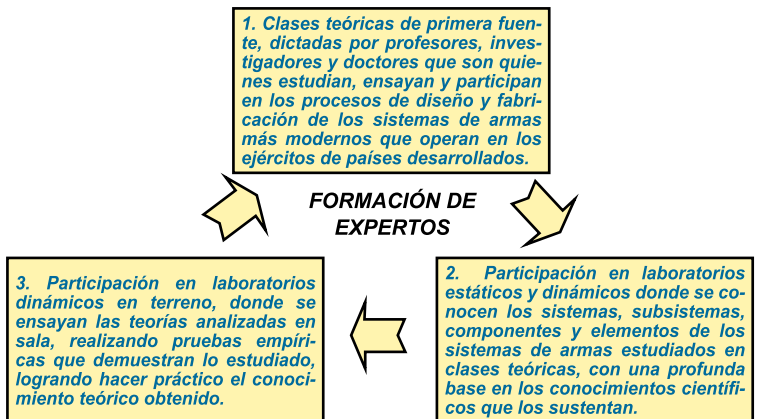 1. Clases teóricas de primera fuen-
te, dictadas por profesores, inves-
tigadores y doctores que son quie-
nes estudian, ensayan y participan
en los procesos de diseño y fabri-
cación de los sistemas de armas
más modernos que operan en los
ejércitos de países desarrollados.
FORMACIÓN DE
EXPERTOS
2. Participación en laboratorios
estáticos y dinámicos donde se co-
nocen los sistemas, subsistemas,
componentes y elementos de los
sistemas de armas estudiados en
clases teóricas, con una profunda
base en los conocimientos científi-
cos que los sustentan.
3. Participación en laboratorios
dinámicos en terreno, donde se
ensayan las teorías analizadas en
sala, realizando pruebas empíri-
cas que demuestran lo estudiado,
logrando hacer práctico el conoci-
miento teórico obtenido.